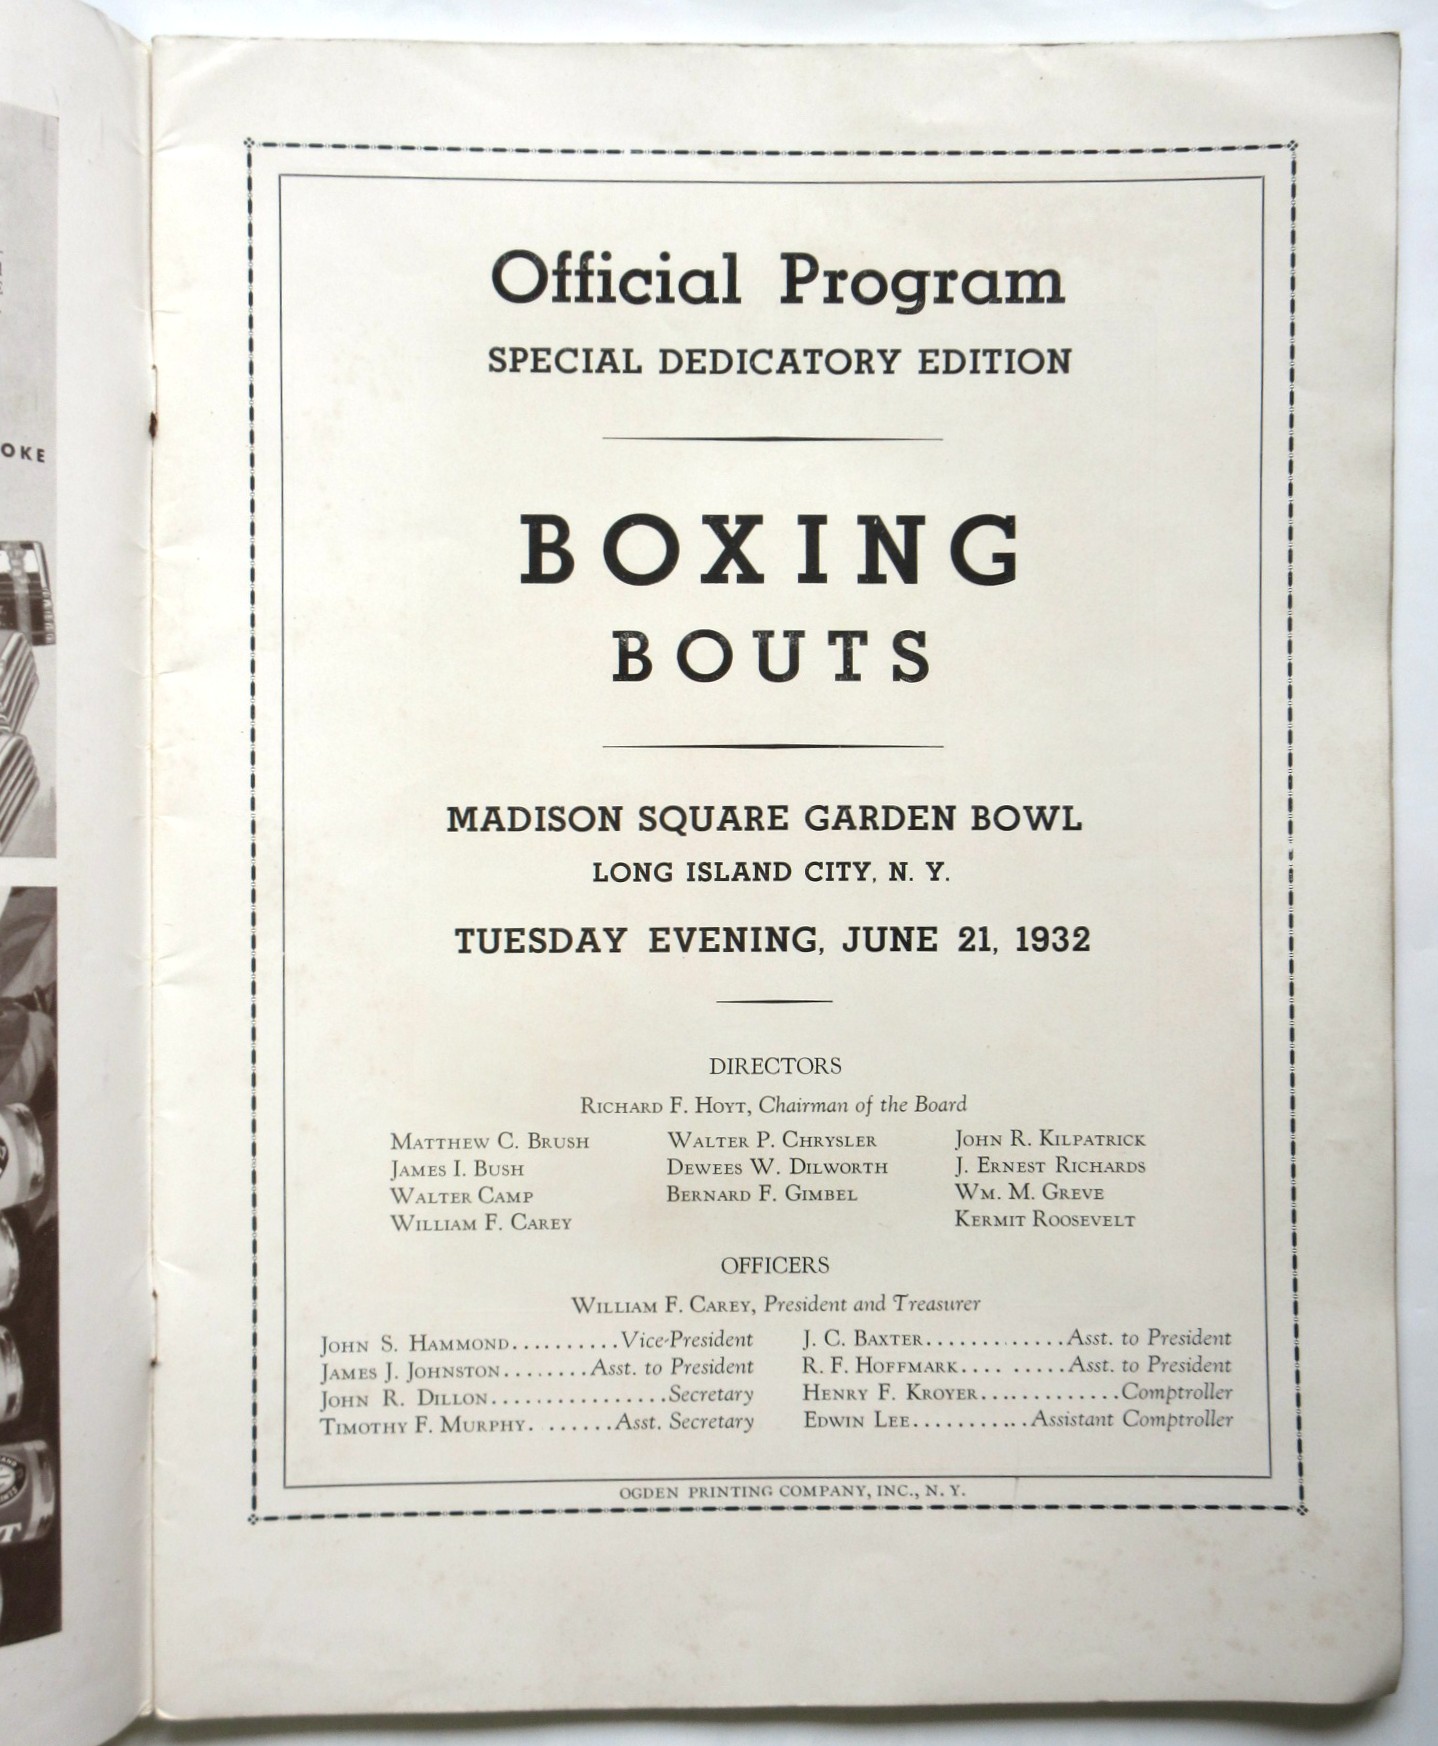 OKE
Official Program
SPECIAL DEDICATORY EDITION
BOXING
BOUTS
MADISON SQUARE GARDEN BOWL
LONG ISLAND CITY, N. Y.
TUESDAY EVENING, JUNE 21, 1932
DIRECTORS
RICHARD F. HOYT, Chairman of the Board
MATTHEW C. BRUSH
JAMES I. BUSH
WALTER CAMP
WILLIAM F. CAREY
WALTER P. CHRYSLER
DEWEES W. DILWORTH
BERNARD F. GIMBEL
JOHN R. KILPATRICK
J. ERNEST RICHARDS
WM. M. GREVE
KERMIT ROOSEVELT
OFFICERS
WILLIAM F. CAREY, President and Treasurer
JOHN S. HAMMOND..........Vice-President
JAMES J. JOHNSTON........Asst. to President
JOHN R. DILLON................Secretary
TIMOTHY F. MURPHY. .......Asst. Secretary
J. C. BAXTER.............Asst. to President
R. F. HOFFMARK.... ......Asst. to President
HENRY F. KROYER.............Comptroller
EDWIN LEE...........Assistant Comptroller
OGDEN PRINTING COMPANY, INC., N. Y.